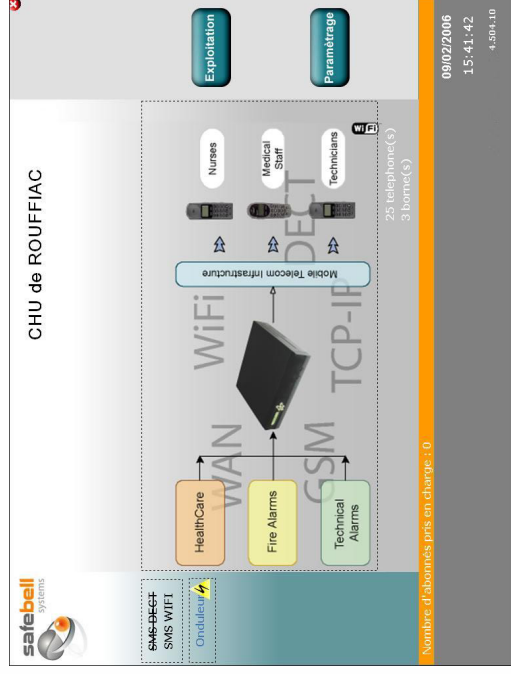 safebell
systems
CHU de ROUFFIAC
SMS DECT
SMS WIFI
Onduleur
HealthCare
Fire Alarms
Technical
Alarms
WAN
WiFi
GSM
TCP-IP
DECT
Mobile Telecom Infrastructure
Nurses
Medical
Staff
Technicians
WiFi
25 telephone(s)
3 borne(s)
Exploitation
Paramètrage
Nombre d'abonnés pris en charge : 0
09/02/2006
15:41:42
4.504.10